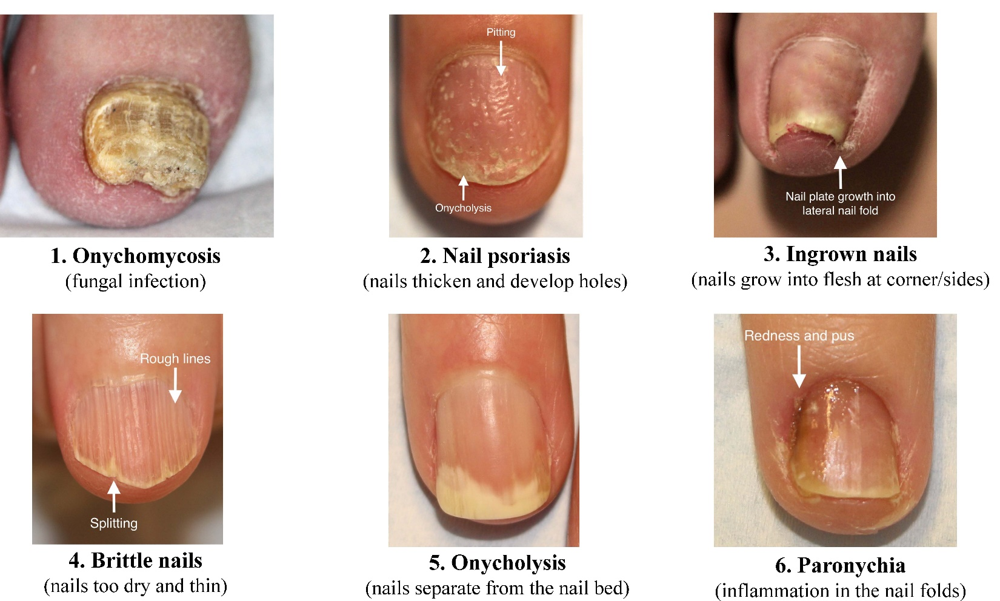 Pitting
Onycholysis
Nail plate growth into
lateral nail fold
1. Onychomycosis
(fungal infection)
2. Nail psoriasis
(nails thicken and develop holes)
3. Ingrown nails
(nails grow into flesh at corner/sides)
Rough lines
Splitting
Redness and pus
4. Brittle nails
(nails too dry and thin)
5. Onycholysis
(nails separate from the nail bed)
6. Paronychia
(inflammation in the nail folds)